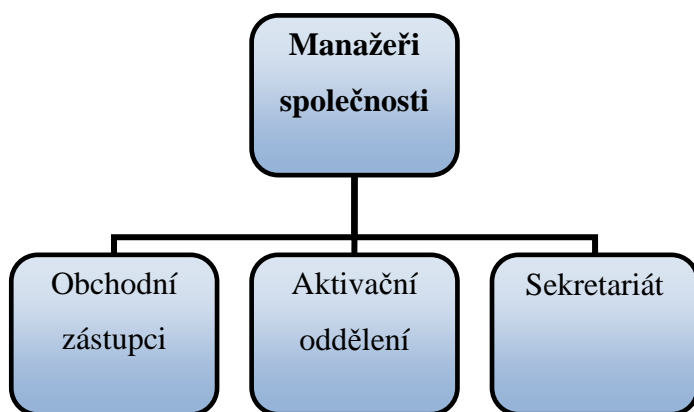 Manažeři
společnosti
Obchodní
zástupci
Aktivační
oddělení
Sekretariát